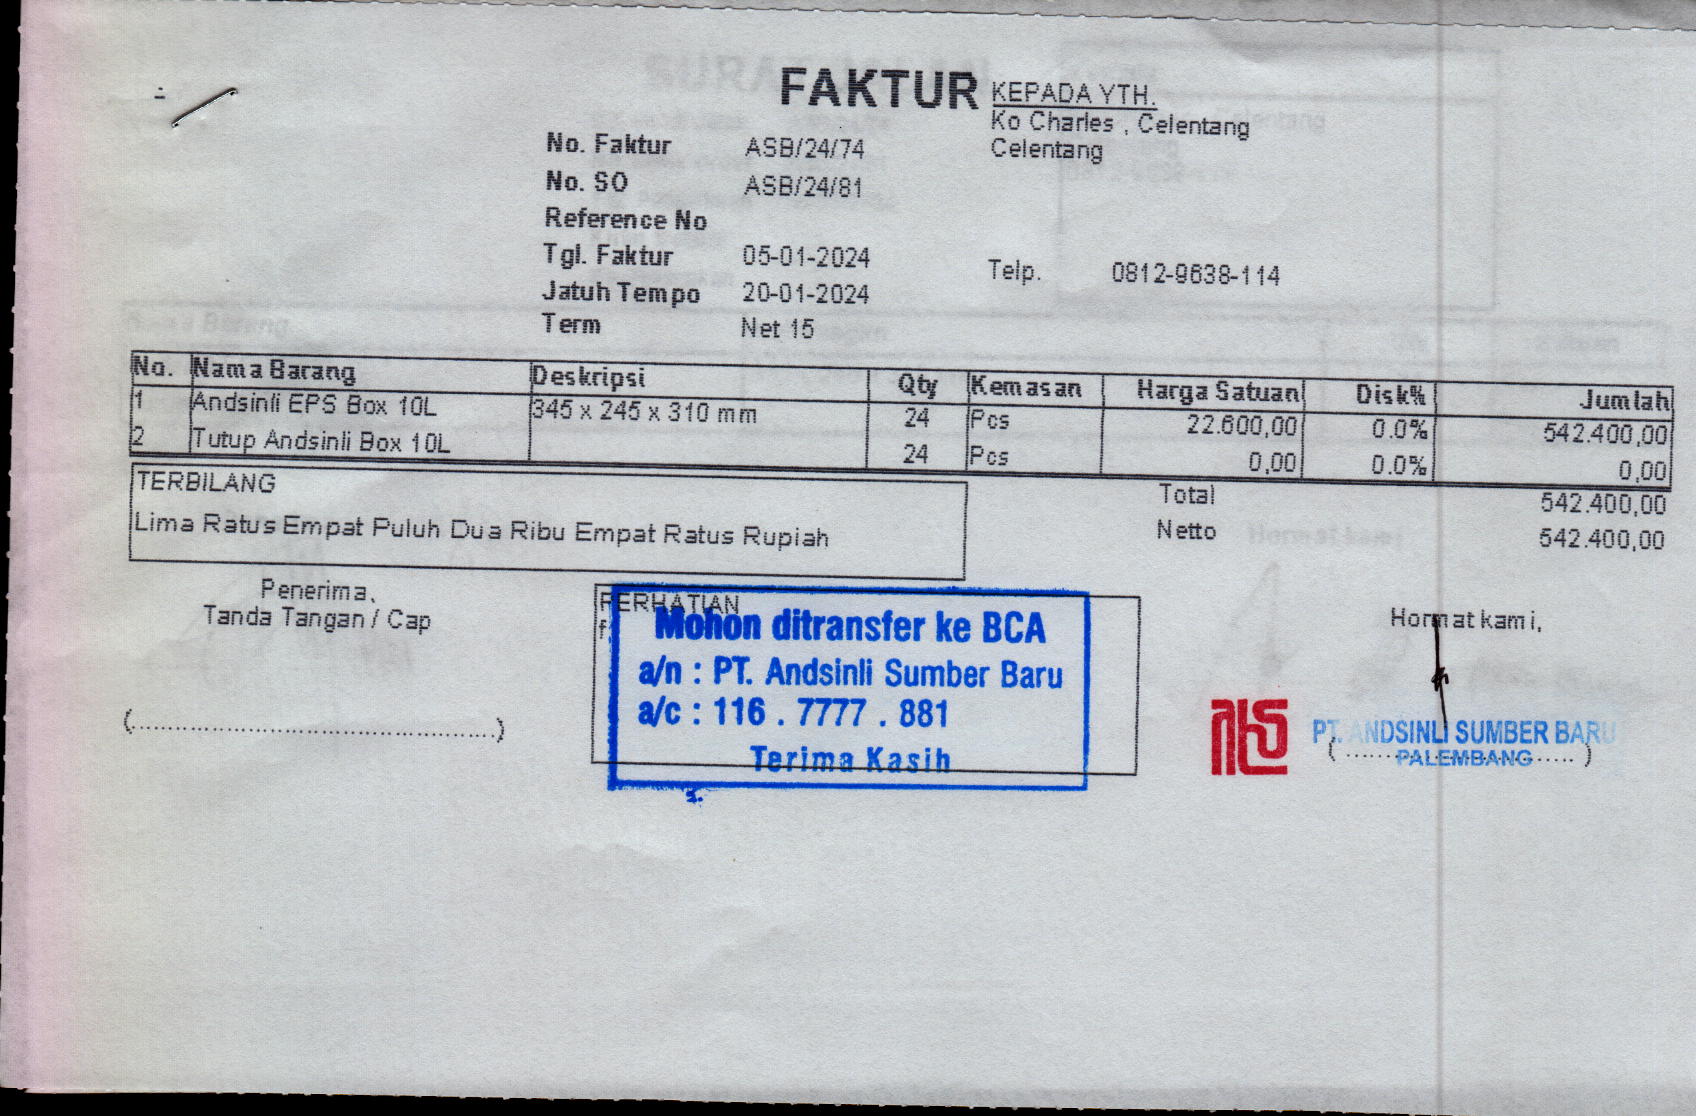 FAKTUR
KEPADA YTH.
Ko Charles , Celentang
Celentang
No. Faktur ASB/24/74
No. SO ASB/24/81
Reference No
Tgl. Faktur 05-01-2024
Telp. 0812-9638-114
Jatuh Tempo 20-01-2024
Term Net 15
No. Nama Barang Deskripsi Qty Kemasan Harga Satuan Disk% Jumlah
1 Andsinli EPS Box 10L 345 x 245 x 310 mm 24 Pcs 22.600,00 0.0% 542.400,00
2 Tutup Andsinli Box 10L 24 Pcs 0,00 0.0% 0,00
TERBILANG
Lima Ratus Empat Puluh Dua Ribu Empat Ratus Rupiah
Total 542.400,00
Netto 542.400,00
Penerima,
Tanda Tangan / Cap
PERHATIAN
Mohon ditransfer ke BCA
a/n : PT. Andsinli Sumber Baru
a/c : 116 . 7777 . 881
Terima Kasih
Hormat kami,
PT. ANDSINLI SUMBER BARU
PALEMBANG